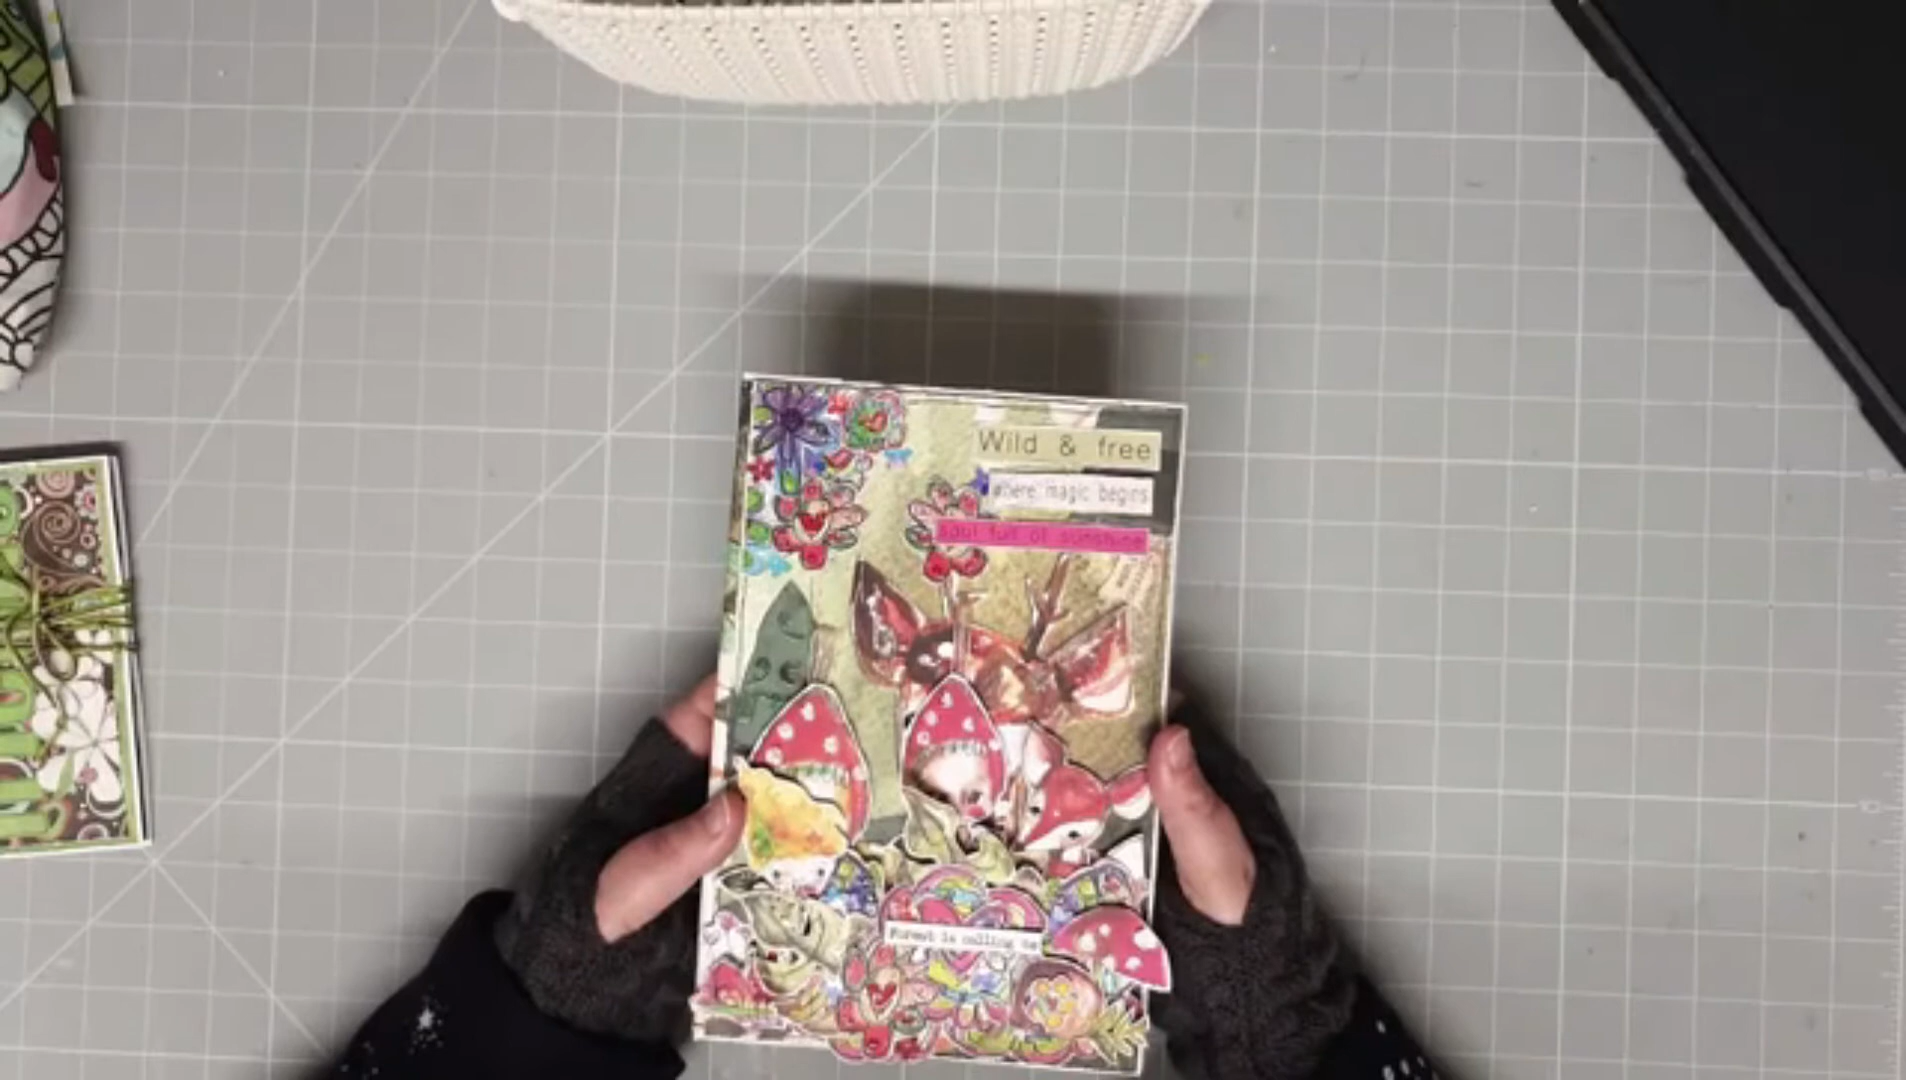 Wild & free
where magic begins
soul full of sunshine
Forest is calling me